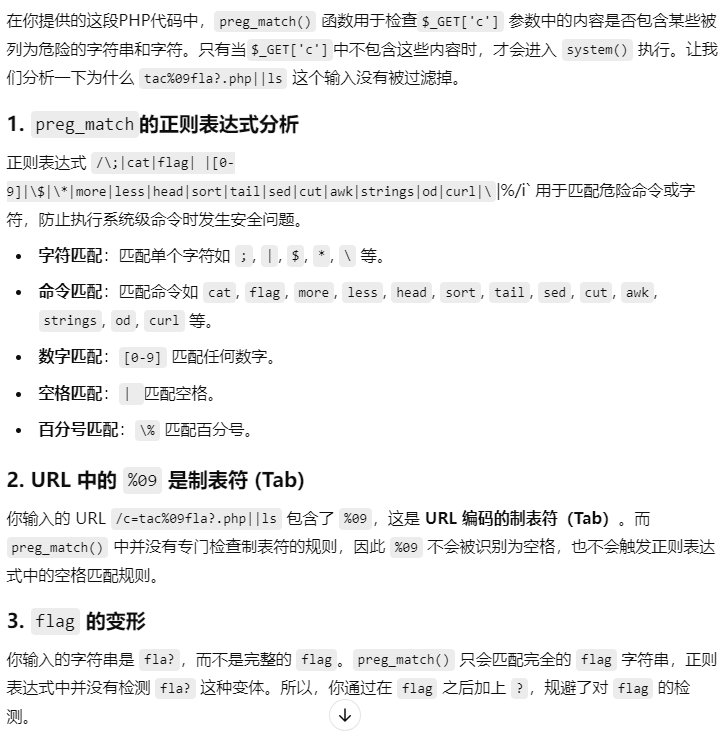 在你提供的这段PHP代码中，preg_match() 函数用于检查$_GET['c'] 参数中的内容是否包含某些被
列为危险的字符串和字符。只有当$_GET['c']中不包含这些内容时，才会进入 system() 执行。让我
们分析一下为什么 tac%09fla?.php||ls 这个输入没有被过滤掉。
1. preg_match的正则表达式分析
正则表达式 /\;|cat|flag| |[0-
9]|\$|\*|more|less|head|sort|tail|sed|cut|awk|strings|od|curl|\|%/i` 用于匹配危险命令或字
符，防止执行系统级命令时发生安全问题。
• 字符匹配：匹配单个字符如 ;, |, $, *, \ 等。
• 命令匹配：匹配命令如 cat, flag, more, less, head, sort, tail, sed, cut, awk,
strings, od, curl 等。
• 数字匹配：[0-9] 匹配任何数字。
• 空格匹配：| 匹配空格。
• 百分号匹配：\% 匹配百分号。
2. URL 中的 %09 是制表符 (Tab)
你输入的 URL /c=tac%09fla?.php||ls 包含了 %09，这是 URL 编码的制表符（Tab）。而
preg_match() 中并没有专门检查制表符的规则，因此 %09 不会被识别为空格，也不会触发正则表达
式中的空格匹配规则。
3. flag 的变形
你输入的字符串是 fla?，而不是完整的 flag。preg_match() 只会匹配完全的 flag 字符串，正则
表达式中并没有检测 fla? 这种变体。所以，你通过在 flag 之后加上 ?，规避了对 flag 的检
测。